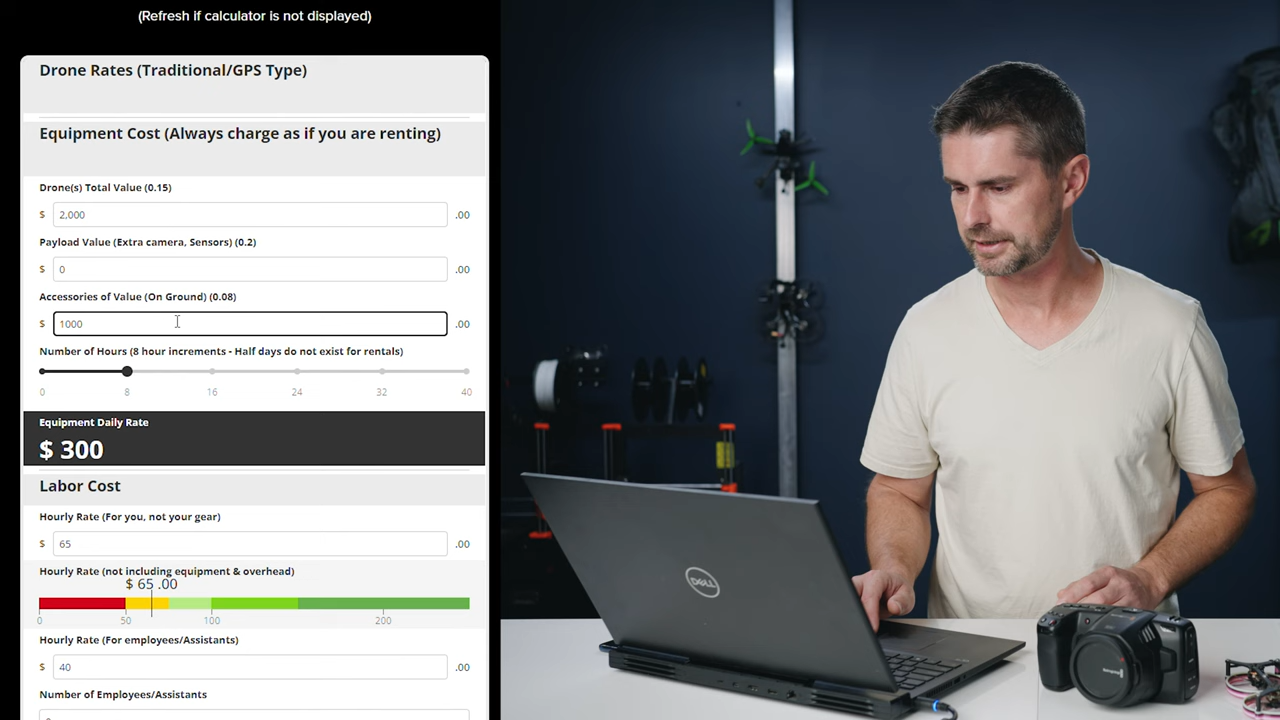 (Refresh if calculator is not displayed)
Drone Rates (Traditional/GPS Type)
Equipment Cost (Always charge as if you are renting)
Drone(s) Total Value (0.15)
$ 2,000 .00
Payload Value (Extra camera, Sensors) (0.2)
$ 0 .00
Accessories of Value (On Ground) (0.08)
$ 1000 .00
Number of Hours (8 hour increments - Half days do not exist for rentals)
0 8 16 24 32 40
Equipment Daily Rate
$ 300
Labor Cost
Hourly Rate (For you, not your gear)
$ 65 .00
Hourly Rate (not including equipment & overhead)
$ 65 .00
0 50 100 200
Hourly Rate (For employees/Assistants)
$ 40 .00
Number of Employees/Assistants
DELL